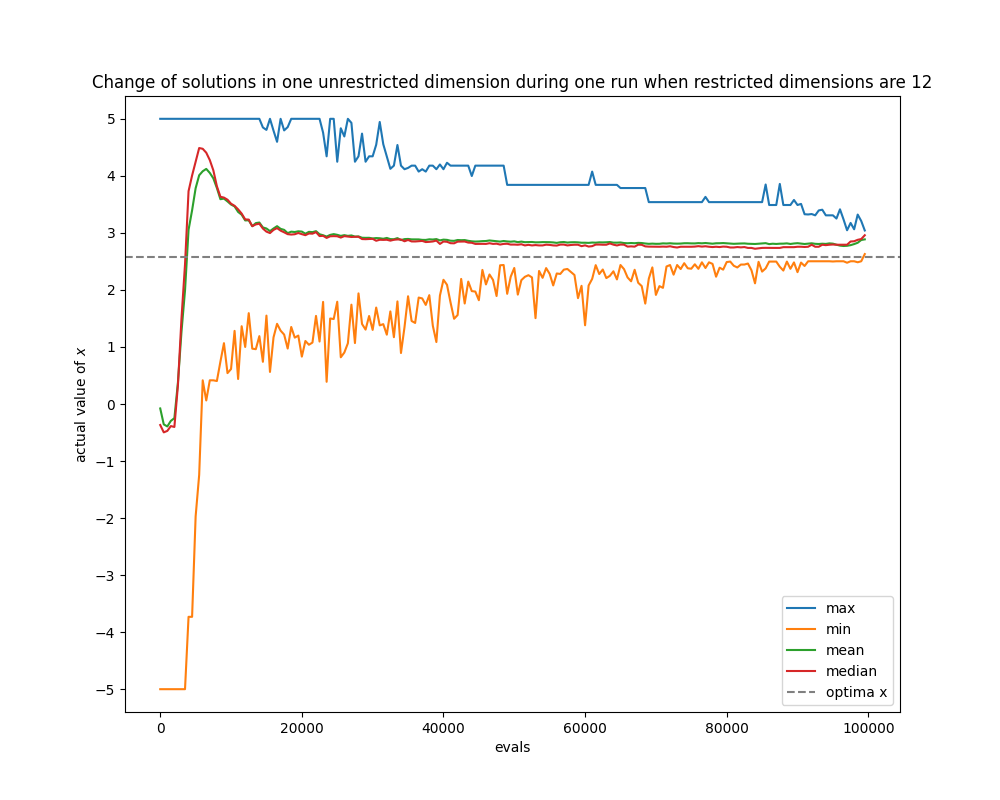 Change of solutions in one unrestricted dimension during one run when restricted dimensions are 12
actual value of x
5
4
3
2
1
0
−1
−2
−3
−4
−5
0
20000
40000
60000
80000
100000
evals
max
min
mean
median
optima x